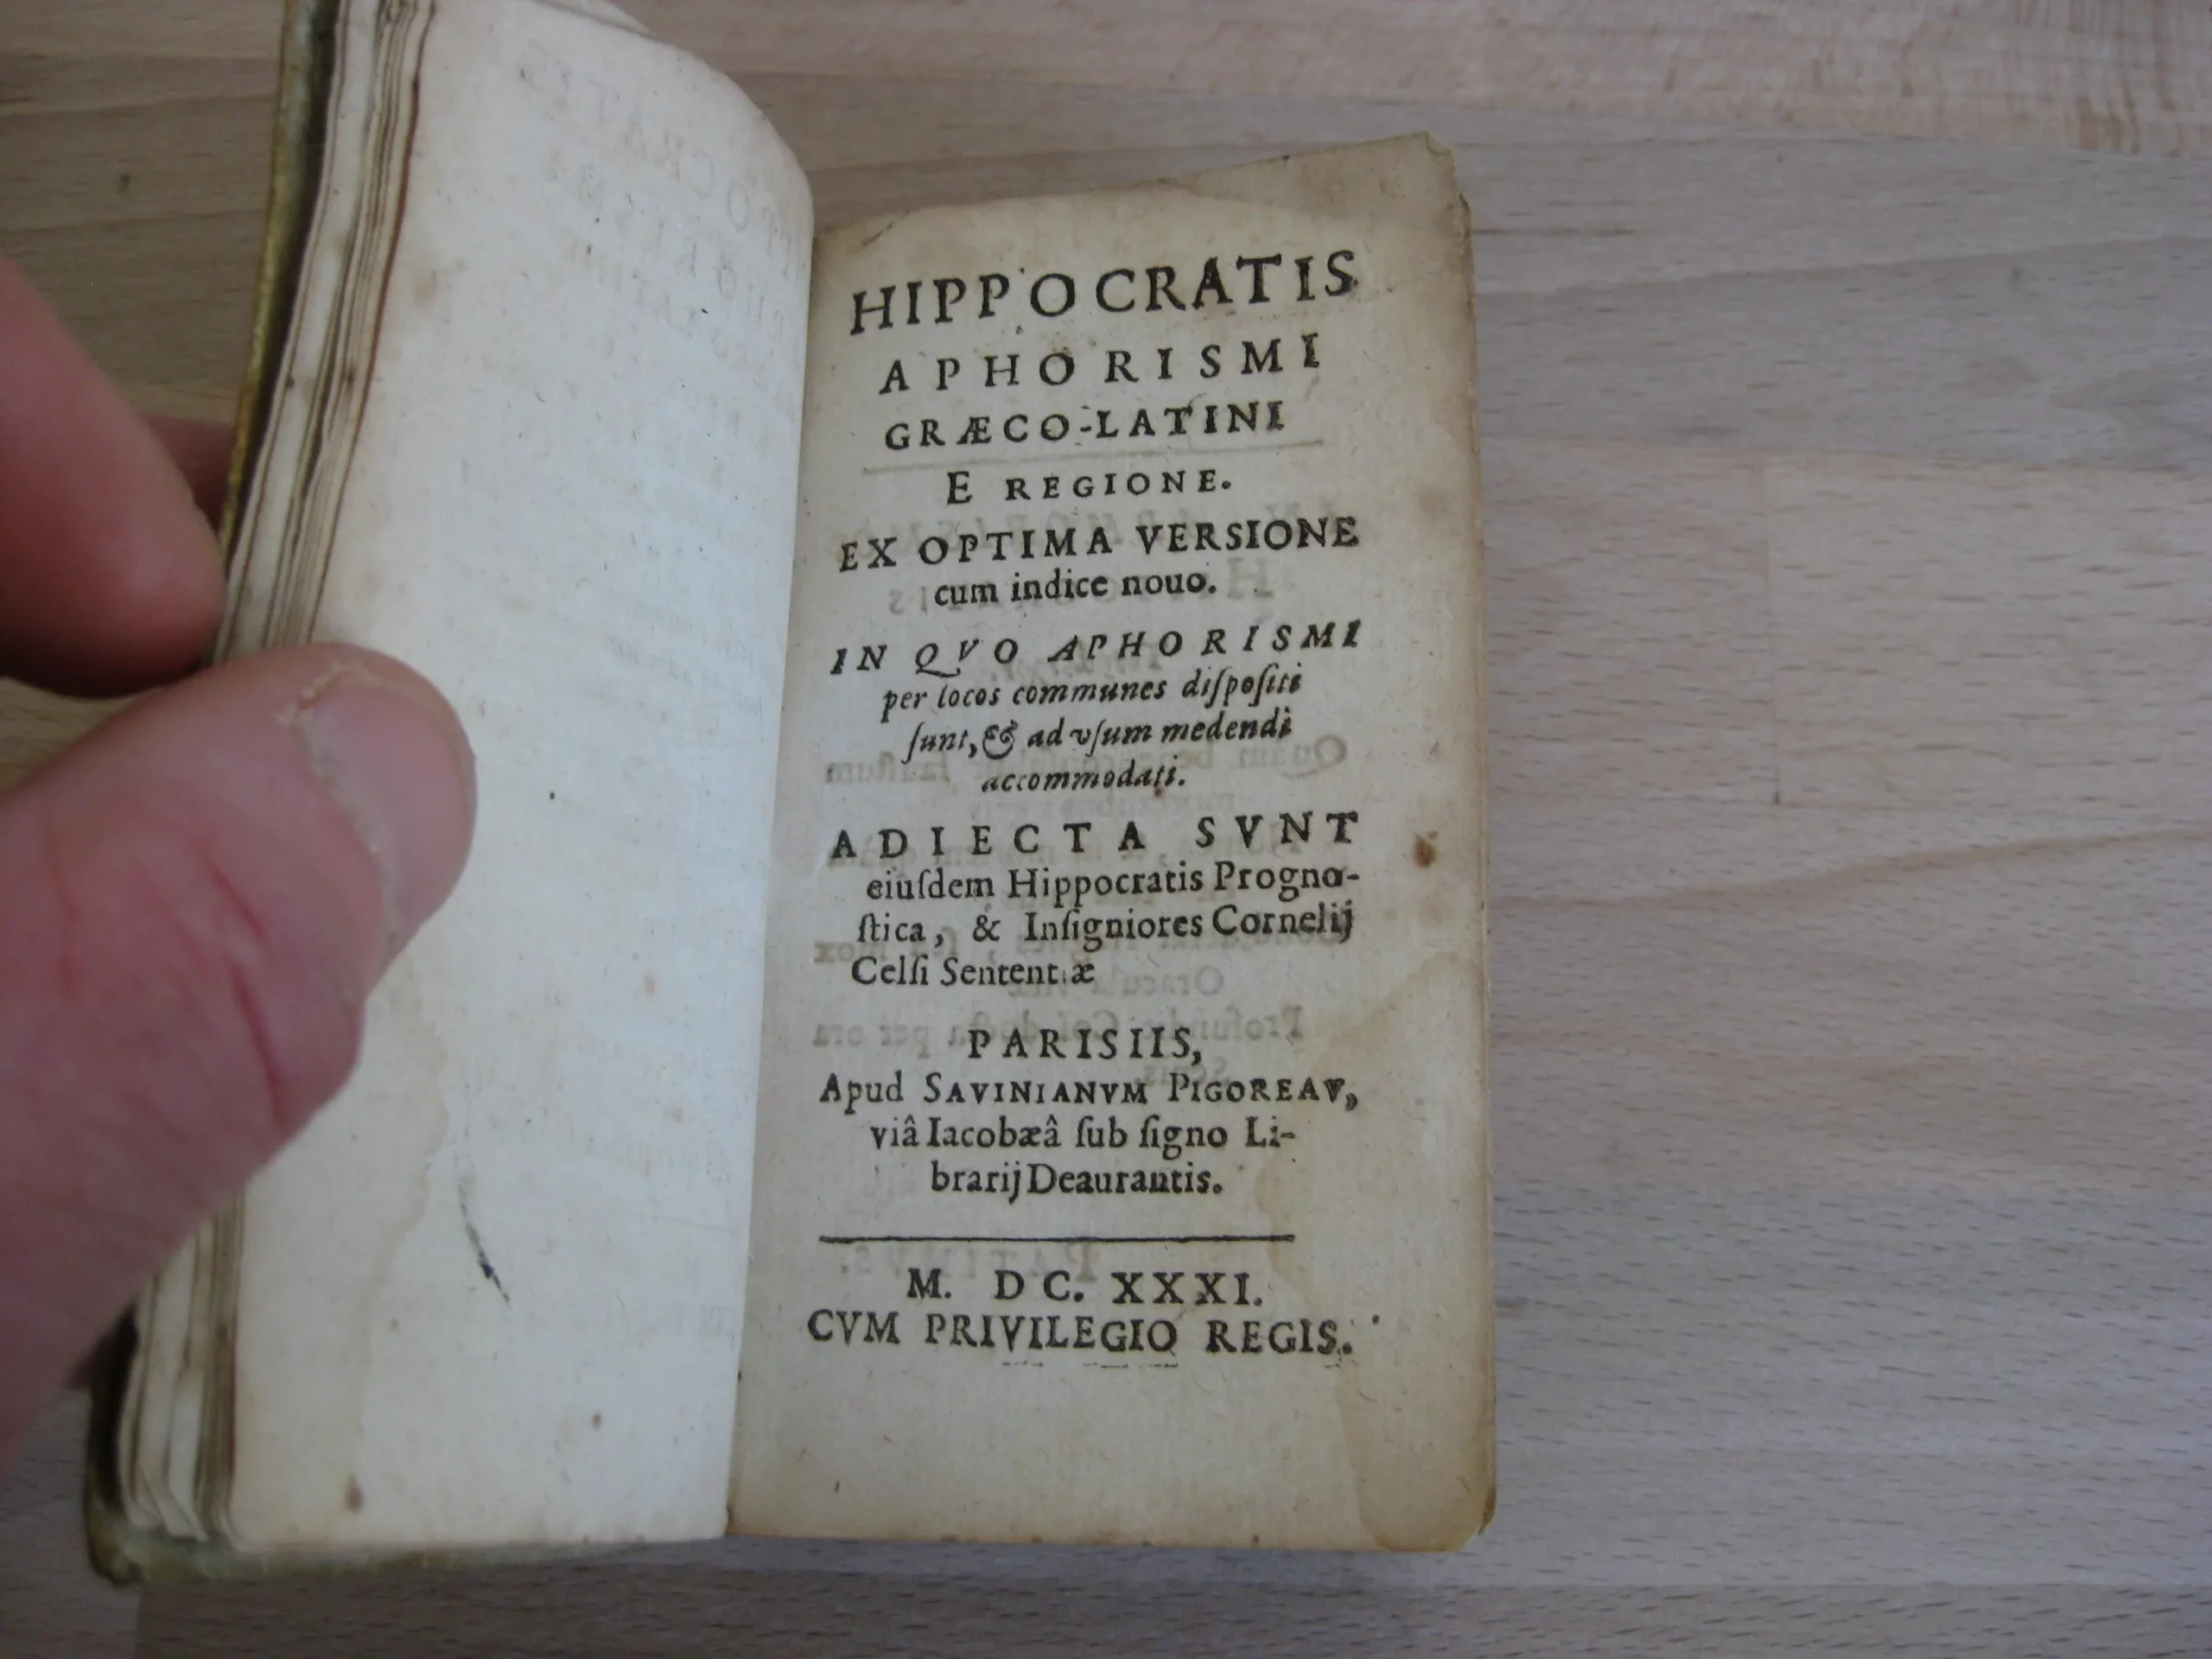 HIPPOCRATIS
APHORISMI
GRÆCO-LATINI
E REGIONE.
EX OPTIMA VERSIONE
cum indice nouo.
IN QVO APHORISMI
per locos communes diſpoſiti
ſunt, & ad vſum medendi
accommodati.
ADIECTA SVNT
eiuſdem Hippocratis Progno-
ſtica, & Inſigniores Cornelij
Celſi Sententiæ
PARISIIS,
Apud SAVINIANVM PIGOREAV,
viâ Iacobæâ ſub ſigno Li-
brarij Deaurantis.
M. DC. XXXI.
CVM PRIVILEGIO REGIS.